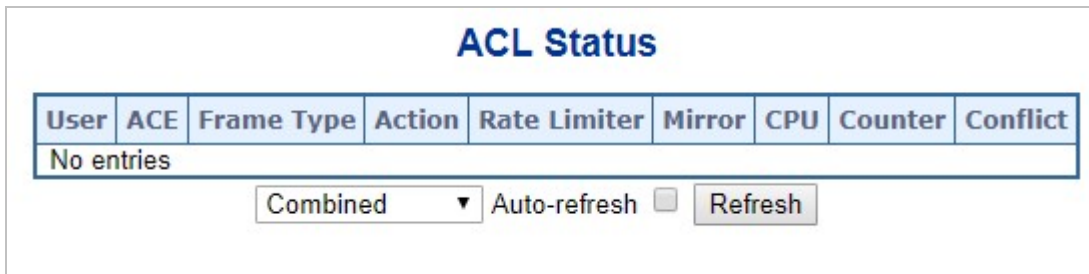 ACL Status
User ACE Frame Type Action Rate Limiter Mirror CPU Counter Conflict
No entries
Combined Auto-refresh Refresh